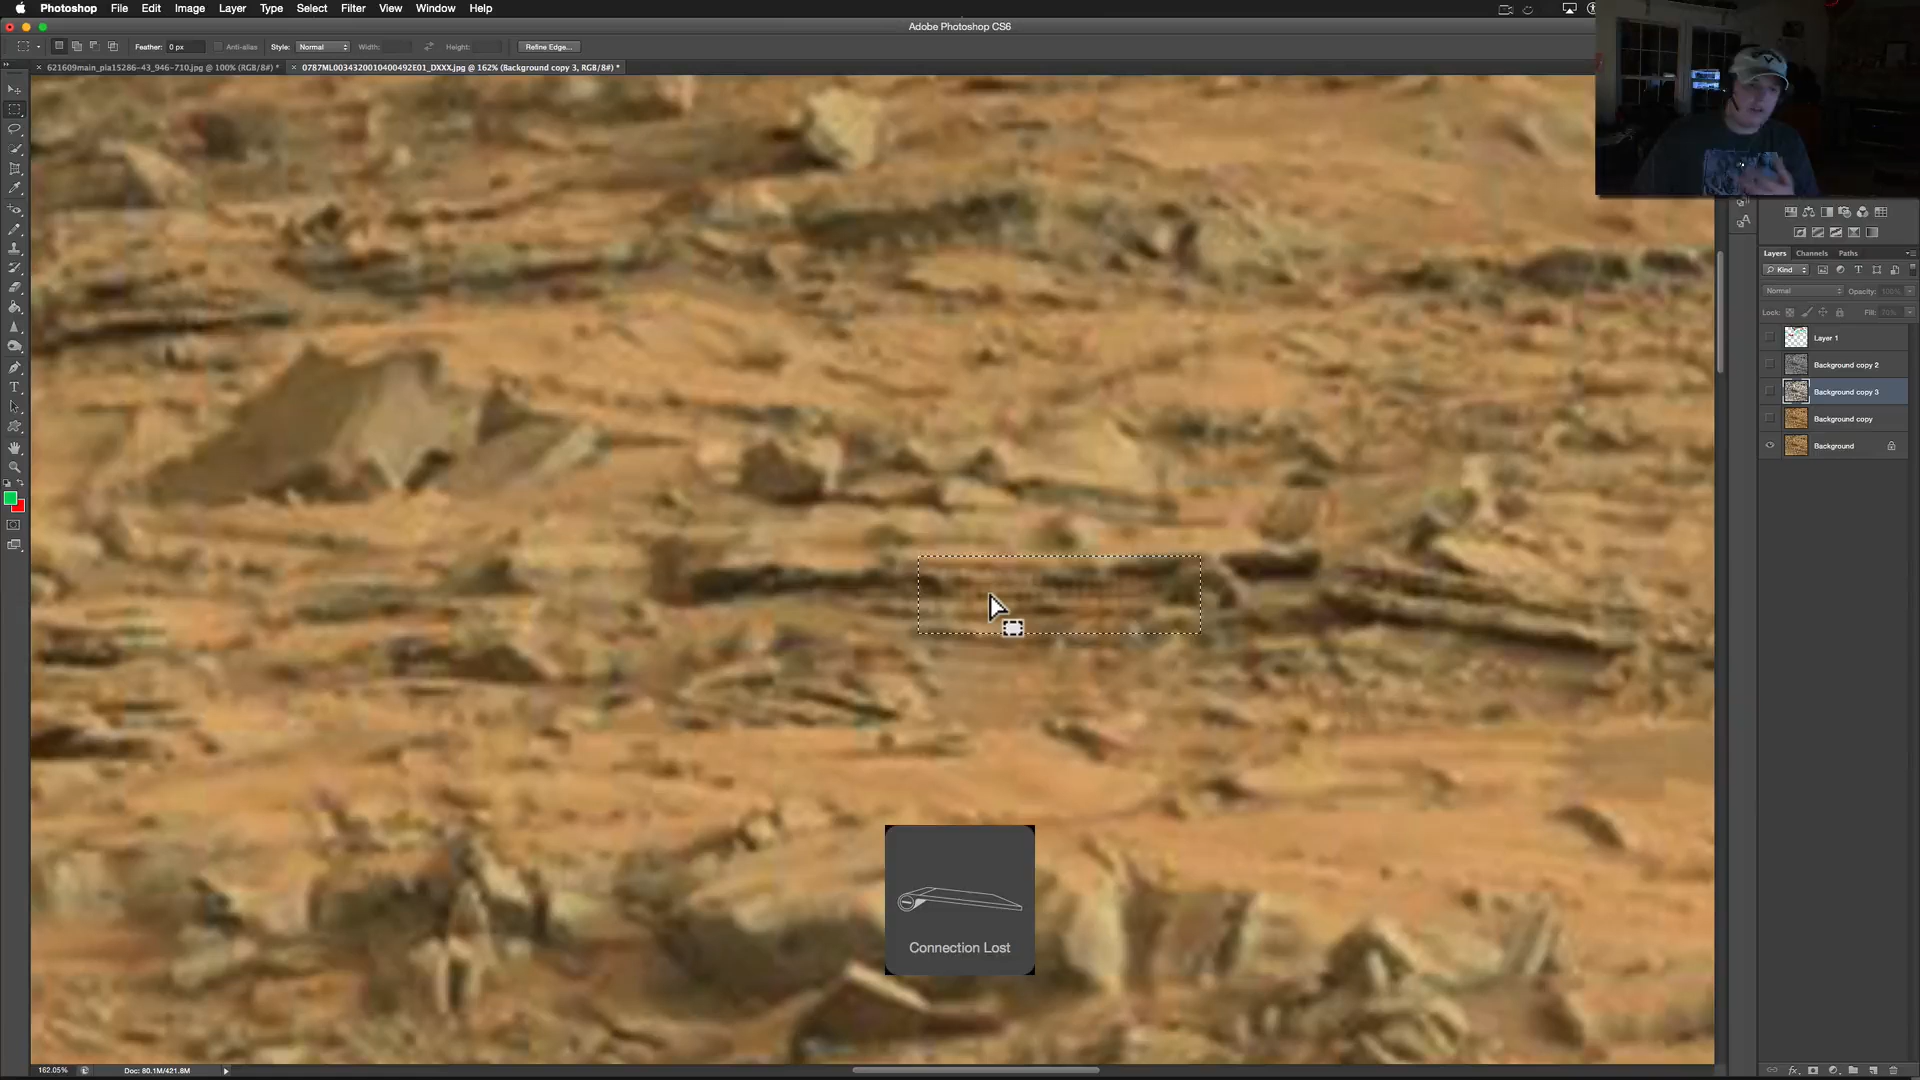 Photoshop File Edit Image Layer Type Select Filter View Window Help
Adobe Photoshop CS6
Feather: 0 px Anti-alias Style: Normal Width: Height: Refine Edge...
621609main_pia15286-43_946-710.jpg @ 100% (RGB/8#) * 0787ML0034320010400492E01_DXXX.jpg @ 162% (Background copy 3, RGB/8#) *
Layers Channels Paths
Kind
Normal Opacity: 100%
Lock: Fill: 70%
Layer 1
Background copy 2
Background copy 3
Background copy
Background
Connection Lost
162.05% Doc: 80.1M/421.8M